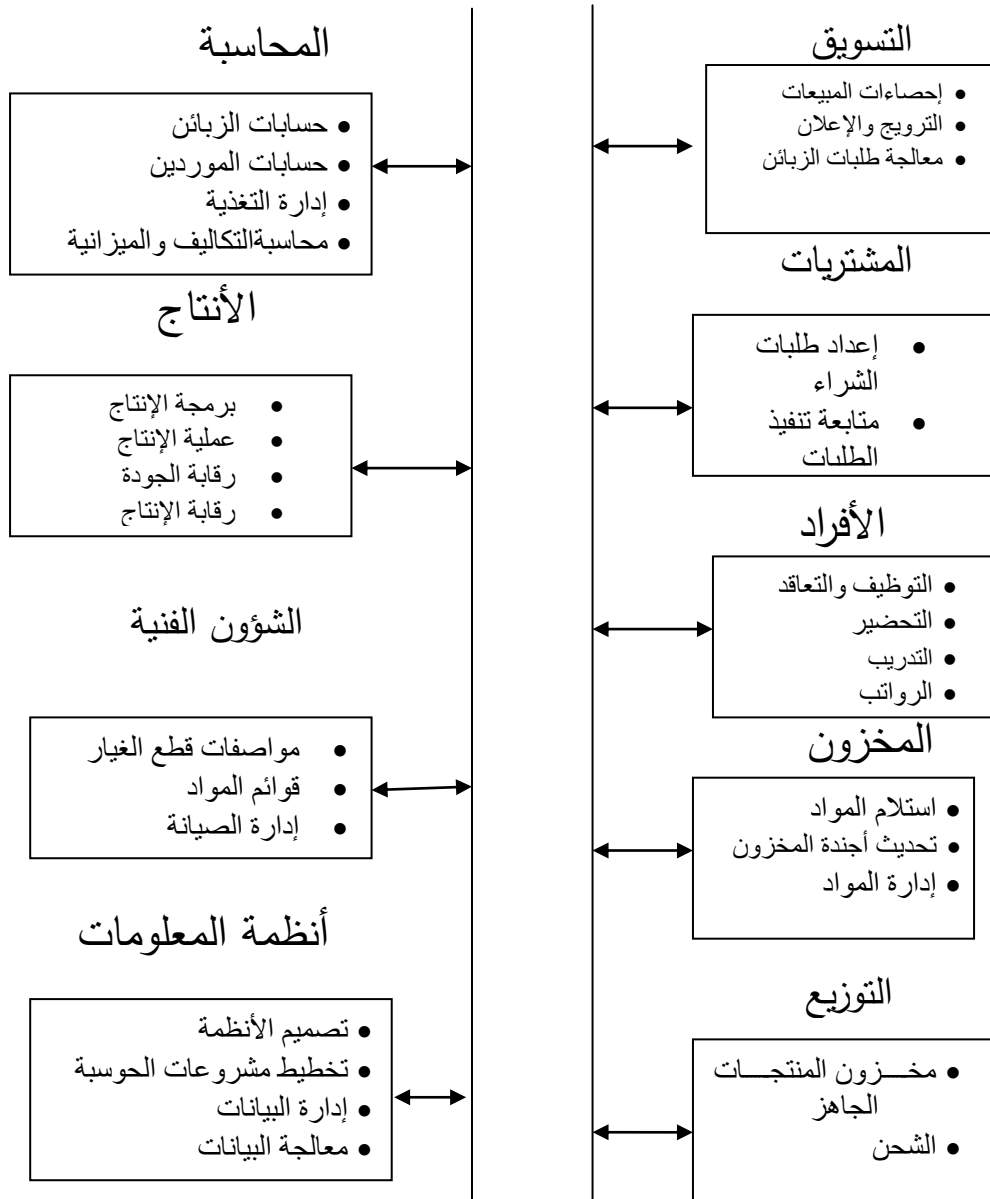 التسويق
• إحصاءات المبيعات
• الترويج والإعلان
• معالجة طلبات الزبائن
المشتريات
• إعداد طلبات
الشراء
• متابعة تنفيذ
الطلبات
الأفراد
• التوظيف والتعاقد
• التحضير
• التدريب
• الرواتب
المخزون
• استلام المواد
• تحديث أجندة المخزون
• إدارة المواد
التوزيع
• مخــزون المنتجــات
الجاهز
• الشحن
المحاسبة
• حسابات الزبائن
• حسابات الموردين
• إدارة التغذية
• محاسبةالتكاليف والميزانية
الأنتاج
• برمجة الإنتاج
• عملية الإنتاج
• رقابة الجودة
• رقابة الإنتاج
الشؤون الفنية
• مواصفات قطع الغيار
• قوائم المواد
• إدارة الصيانة
أنظمة المعلومات
• تصميم الأنظمة
• تخطيط مشروعات الحوسبة
• إدارة البيانات
• معالجة البيانات